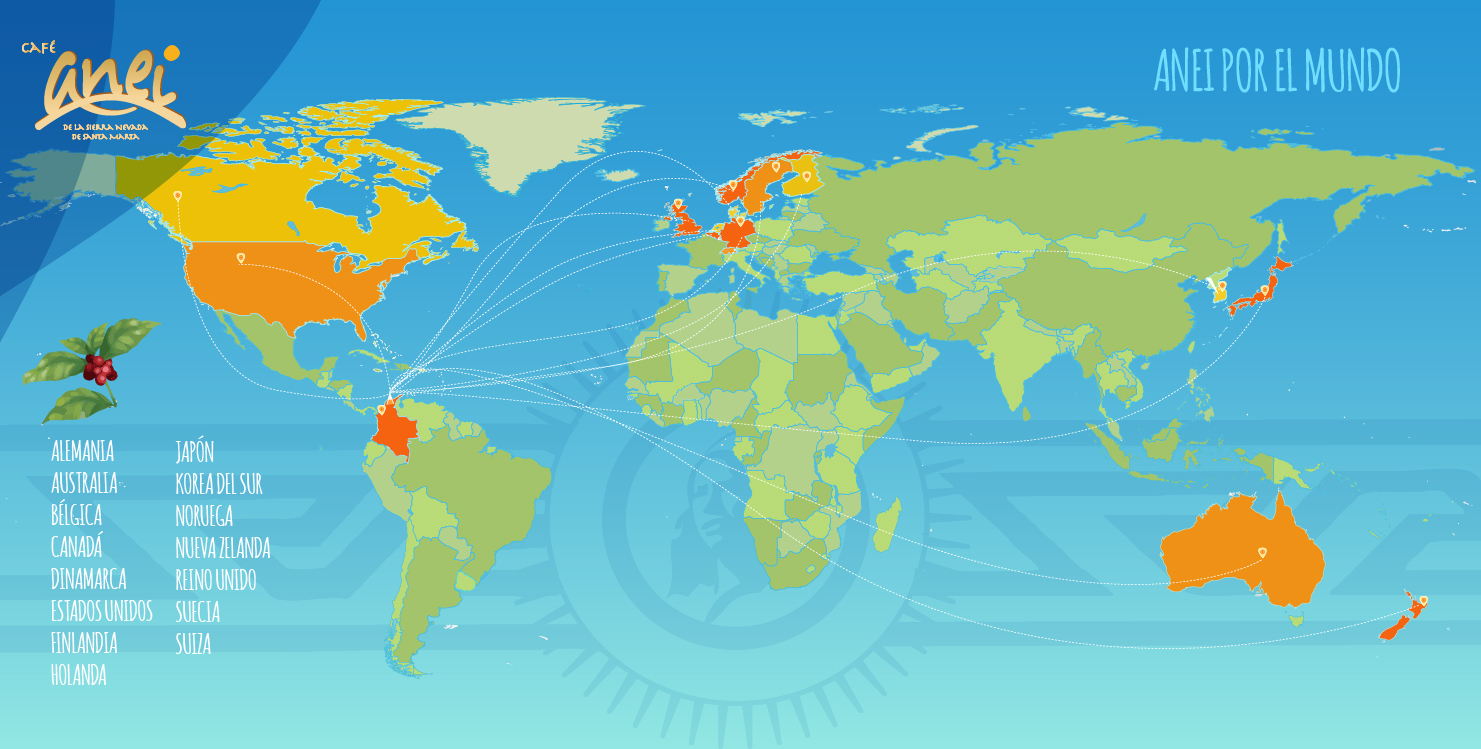 CAFÉ
anei
DE LA SIERRA NEVADA
DE SANTA MARTA
ANEI POR EL MUNDO
ALEMANIA
AUSTRALIA
BÉLGICA
CANADÁ
DINAMARCA
ESTADOS UNIDOS
FINLANDIA
HOLANDA
JAPÓN
KOREA DEL SUR
NORUEGA
NUEVA ZELANDA
REINO UNIDO
SUECIA
SUIZA